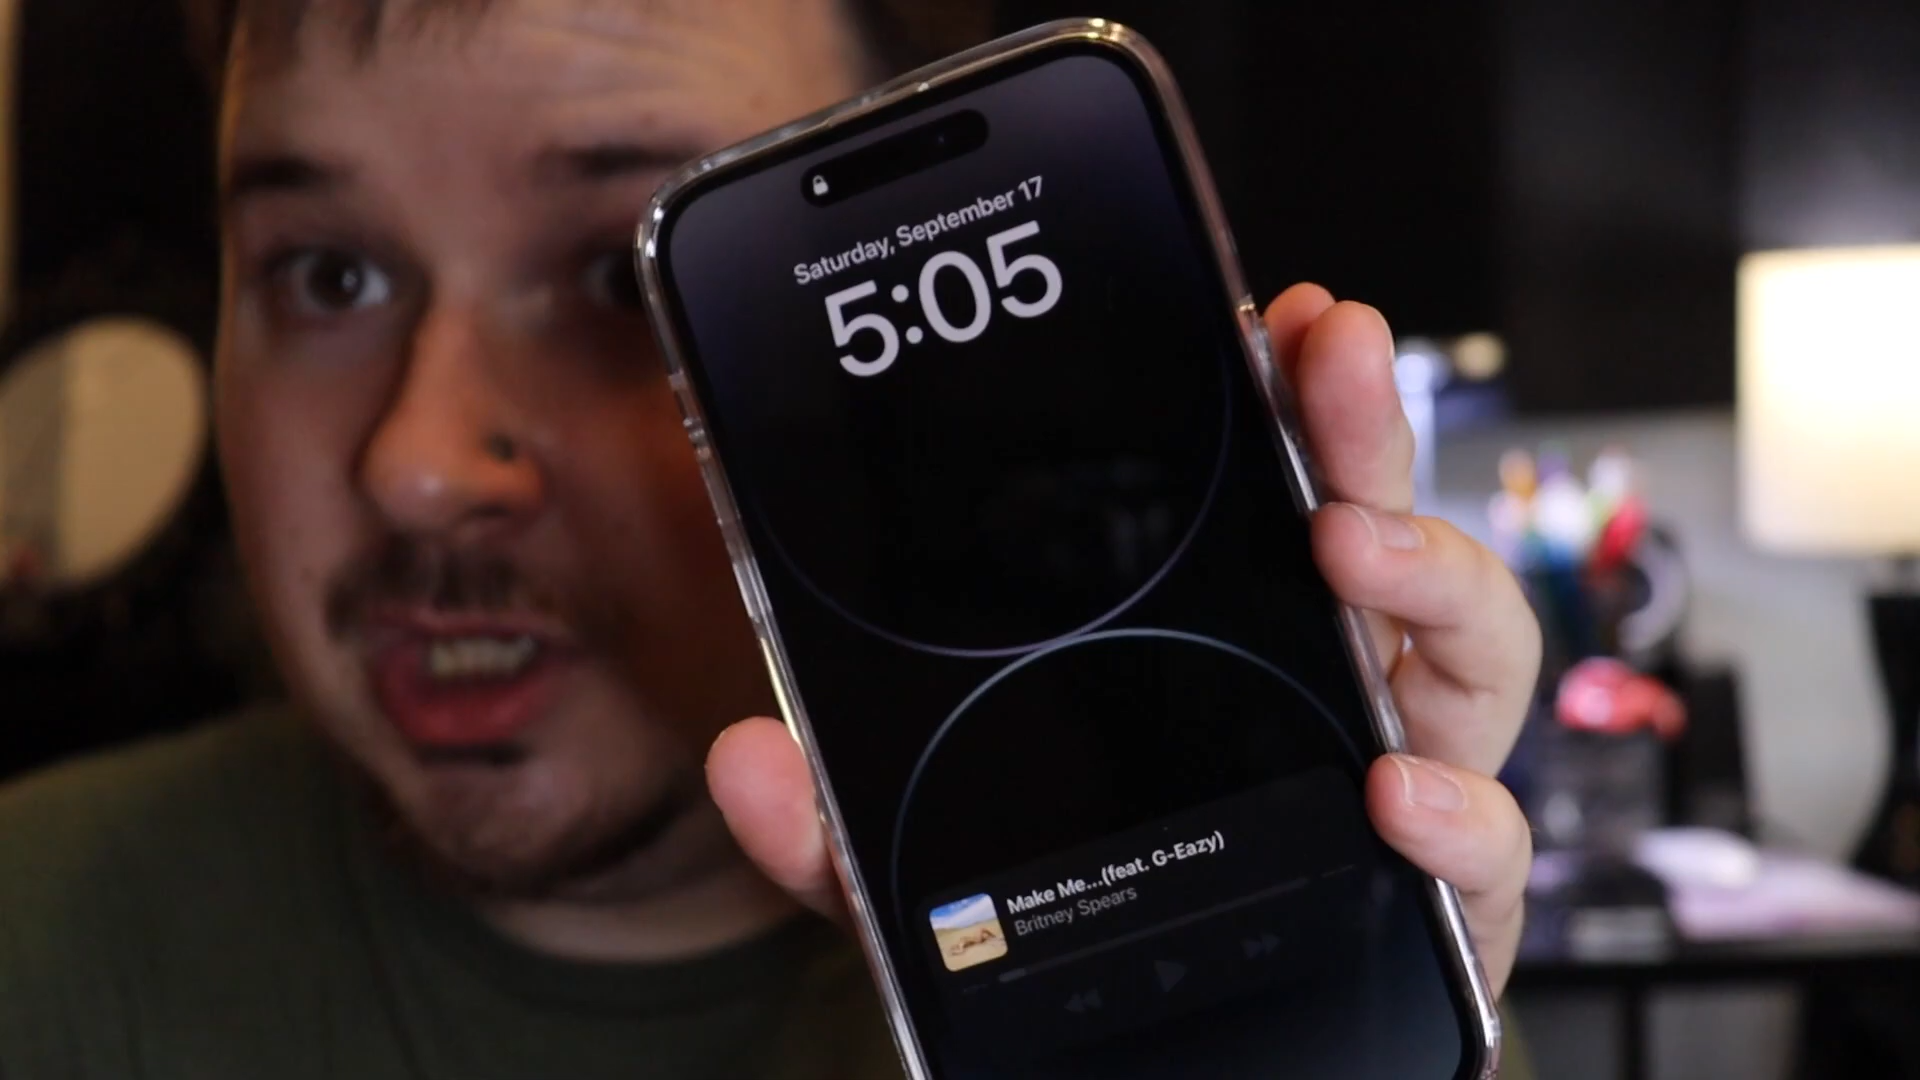 Saturday, September 17
5:05
Make Me...(feat. G-Eazy)
Britney Spears